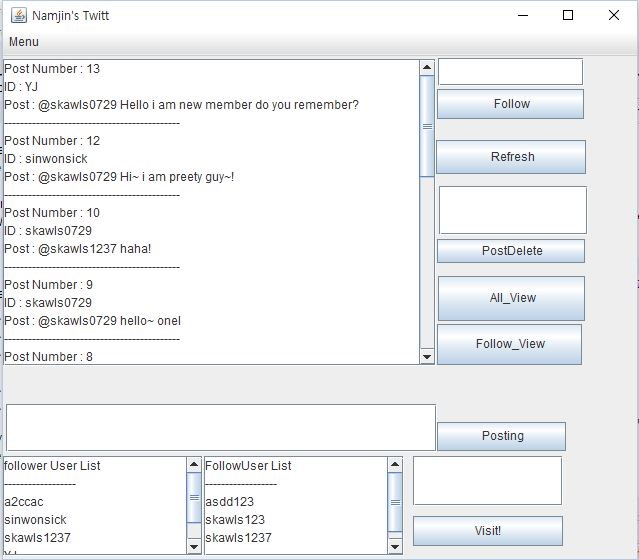 Namjin's Twitt
Menu
Post Number : 13
ID : YJ
Post : @skawls0729 Hello i am new member do you remember?
------------------------------------------------
Post Number : 12
ID : sinwonsick
Post : @skawls0729 Hi~ i am preety guy~!
------------------------------------------------
Post Number : 10
ID : skawls0729
Post : @skawls1237 haha!
------------------------------------------------
Post Number : 9
ID : skawls0729
Post : @skawls0729 hello~ one!
------------------------------------------------
Post Number : 8
Follow
Refresh
PostDelete
All_View
Follow_View
Posting
follower User List
------------------
a2ccac
sinwonsick
skawls1237
YJ
FollowUser List
------------------
asdd123
skawls123
skawls1237
Visit!